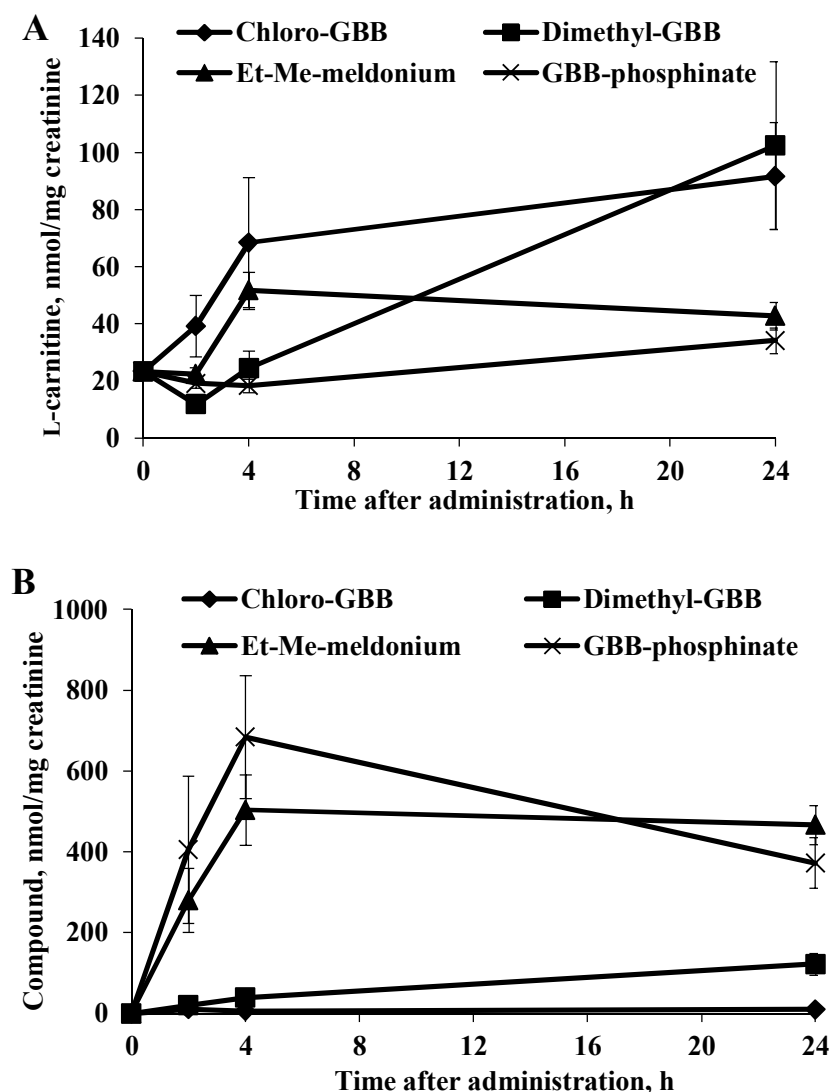 A
Chloro-GBB Dimethyl-GBB
Et-Me-meldonium GBB-phosphinate
L-carnitine, nmol/mg creatinine
140
120
100
80
60
40
20
0
0 4 8 12 16 20 24
Time after administration, h
B
Chloro-GBB Dimethyl-GBB
Et-Me-meldonium GBB-phosphinate
Compound, nmol/mg creatinine
1000
800
600
400
200
0
0 4 8 12 16 20 24
Time after administration, h